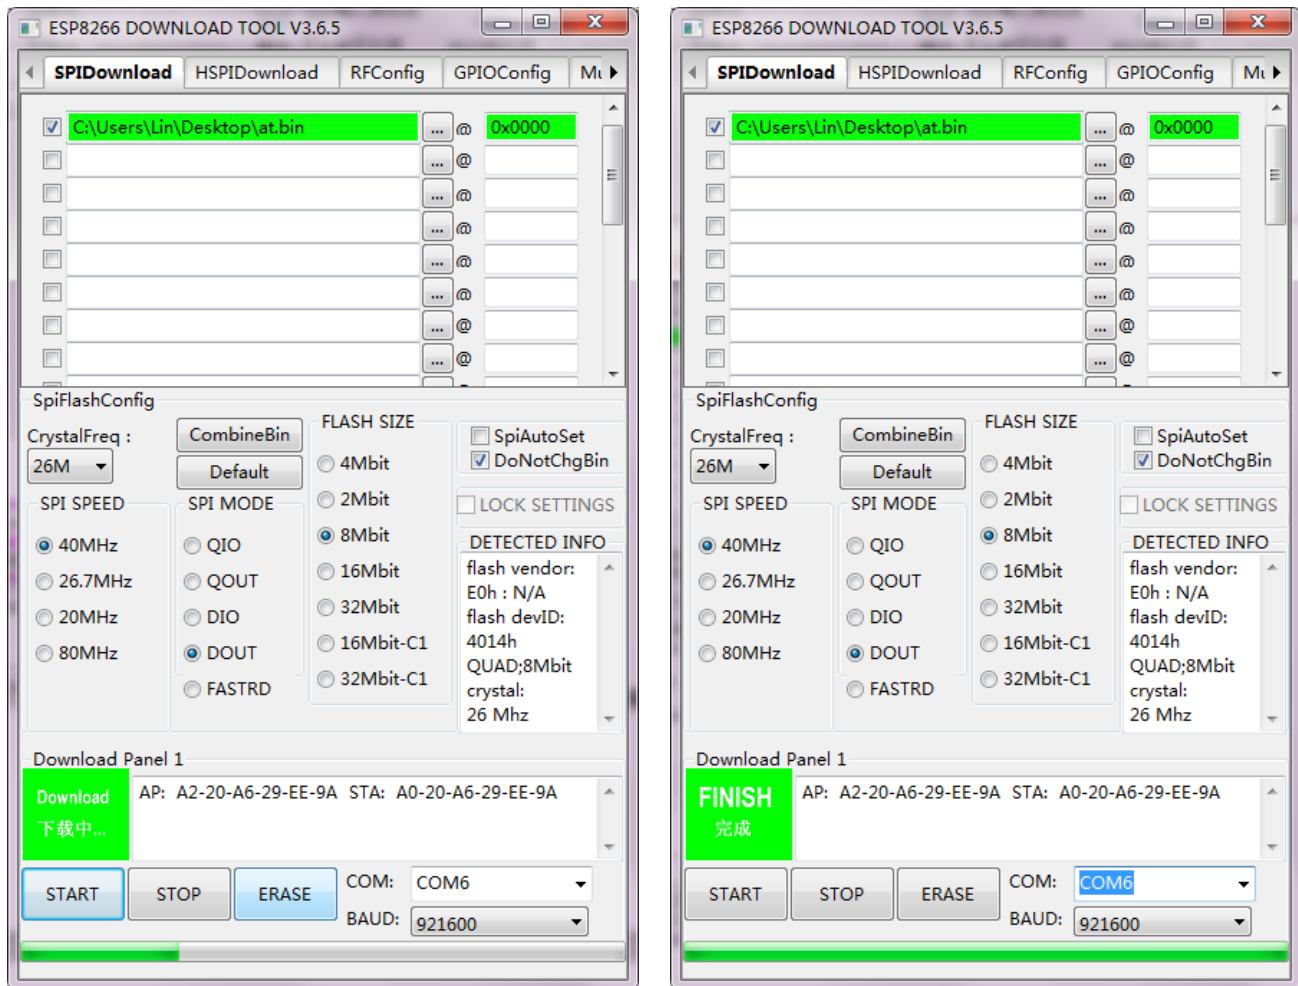 ESP8266 DOWNLOAD TOOL V3.6.5
SPIDownload HSPIDownload RFConfig GPIOConfig Mu
C:\Users\Lin\Desktop\at.bin ... @ 0x0000
... @
... @
... @
... @
... @
... @
... @
SpiFlashConfig
CrystalFreq :
26M
CombineBin
Default
SPI SPEED
40MHz
26.7MHz
20MHz
80MHz
SPI MODE
QIO
QOUT
DIO
DOUT
FASTRD
FLASH SIZE
4Mbit
2Mbit
8Mbit
16Mbit
32Mbit
16Mbit-C1
32Mbit-C1
SpiAutoSet
DoNotChgBin
LOCK SETTINGS
DETECTED INFO
flash vendor:
E0h : N/A
flash devID:
4014h
QUAD;8Mbit
crystal:
26 Mhz
Download Panel 1
Download
下载中...
AP: A2-20-A6-29-EE-9A STA: A0-20-A6-29-EE-9A
START STOP ERASE
COM: COM6
BAUD: 921600
ESP8266 DOWNLOAD TOOL V3.6.5
SPIDownload HSPIDownload RFConfig GPIOConfig Mu
C:\Users\Lin\Desktop\at.bin ... @ 0x0000
... @
... @
... @
... @
... @
... @
... @
SpiFlashConfig
CrystalFreq :
26M
CombineBin
Default
SPI SPEED
40MHz
26.7MHz
20MHz
80MHz
SPI MODE
QIO
QOUT
DIO
DOUT
FASTRD
FLASH SIZE
4Mbit
2Mbit
8Mbit
16Mbit
32Mbit
16Mbit-C1
32Mbit-C1
SpiAutoSet
DoNotChgBin
LOCK SETTINGS
DETECTED INFO
flash vendor:
E0h : N/A
flash devID:
4014h
QUAD;8Mbit
crystal:
26 Mhz
Download Panel 1
FINISH
完成
AP: A2-20-A6-29-EE-9A STA: A0-20-A6-29-EE-9A
START STOP ERASE
COM: COM6
BAUD: 921600